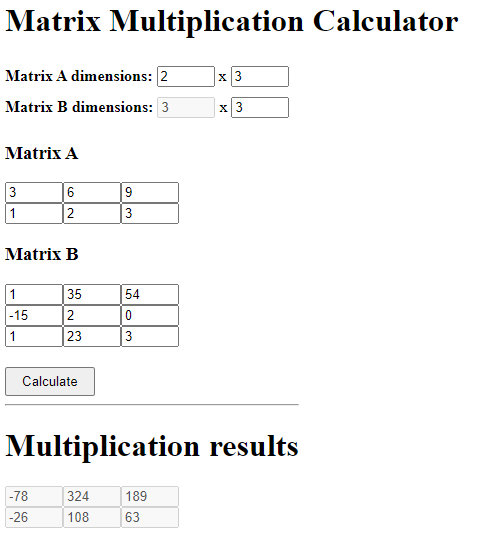 Matrix Multiplication Calculator
Matrix A dimensions: 2 x 3
Matrix B dimensions: 3 x 3
Matrix A
3 6 9
1 2 3
Matrix B
1 35 54
-15 2 0
1 23 3
Calculate
Multiplication results
-78 324 189
-26 108 63